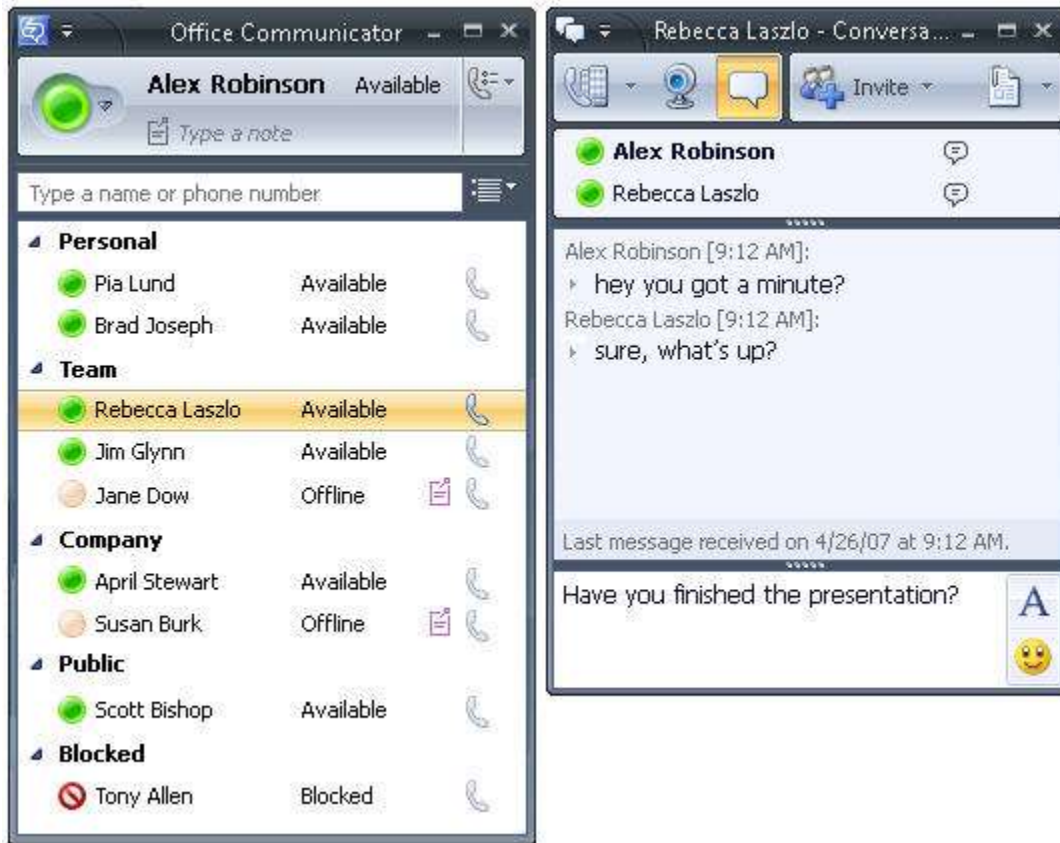 Office Communicator
Alex Robinson Available
Type a note
Type a name or phone number
Personal
Pia Lund Available
Brad Joseph Available
Team
Rebecca Laszlo Available
Jim Glynn Available
Jane Dow Offline
Company
April Stewart Available
Susan Burk Offline
Public
Scott Bishop Available
Blocked
Tony Allen Blocked
Rebecca Laszlo - Conversa...
Invite
Alex Robinson
Rebecca Laszlo
Alex Robinson [9:12 AM]:
hey you got a minute?
Rebecca Laszlo [9:12 AM]:
sure, what's up?
Last message received on 4/26/07 at 9:12 AM.
Have you finished the presentation?
A